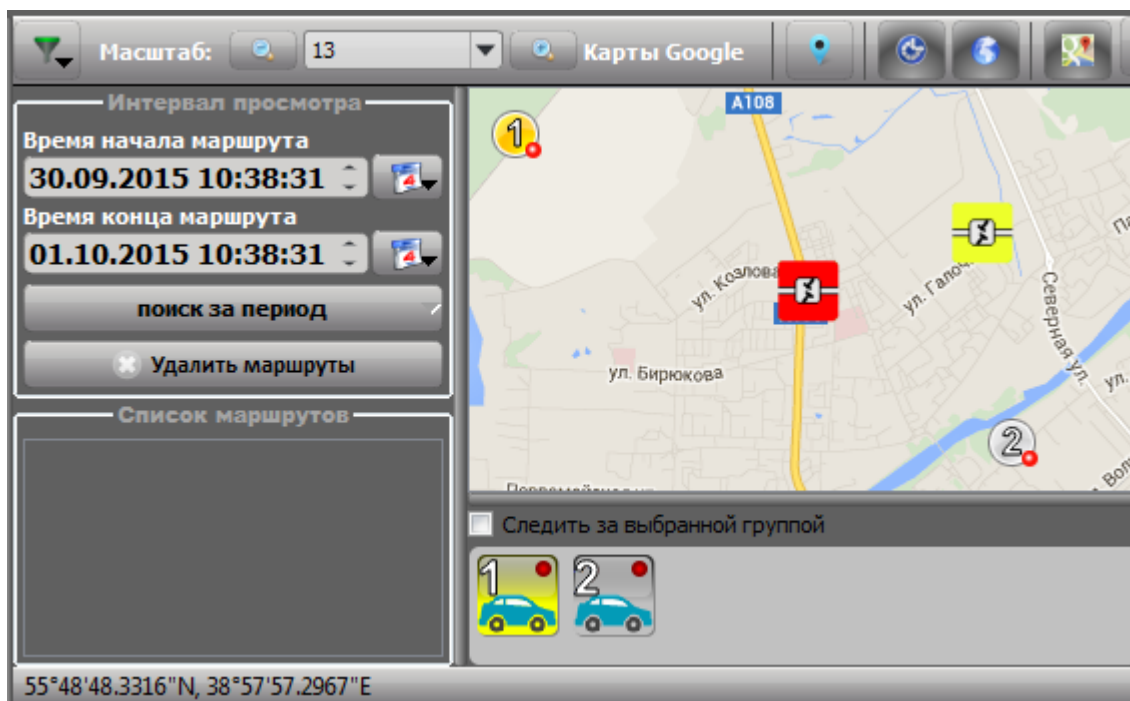 Масштаб: 13 Карты Google
Интервал просмотра
Время начала маршрута
30.09.2015 10:38:31
Время конца маршрута
01.10.2015 10:38:31
поиск за период
Удалить маршруты
Список маршрутов
A108
1
ул. Козлова
ул. Галоч
Северная ул.
ул.
ул. Бирюкова
2
Следить за выбранной группой
1 2
55°48'48.3316"N, 38°57'57.2967"E